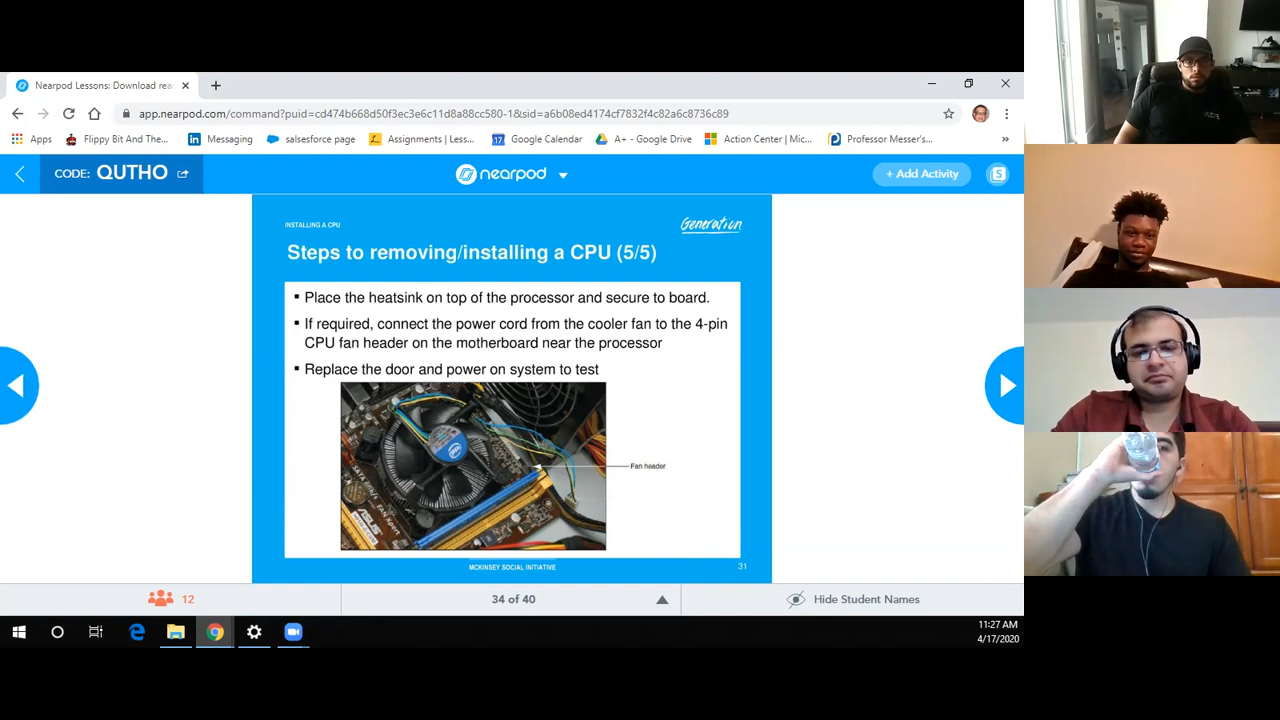 Nearpod Lessons: Download rea
app.nearpod.com/command?puid=cd474b668d50f3ec3e6c11d8a88cc580-1&sid=a6b08ed4174cf7832f4c82a6c8736c89
Apps Flippy Bit And The... Messaging salsesforce page Assignments | Less... Google Calendar A+ - Google Drive Action Center | Mic... Professor Messer's...
CODE: QUTHO nearpod + Add Activity S
INSTALLING A CPU
Generation
Steps to removing/installing a CPU (5/5)
▪ Place the heatsink on top of the processor and secure to board.
▪ If required, connect the power cord from the cooler fan to the 4-pin
CPU fan header on the motherboard near the processor
▪ Replace the door and power on system to test
Fan header
MCKINSEY SOCIAL INITIATIVE
31
12 34 of 40 Hide Student Names
11:27 AM
4/17/2020